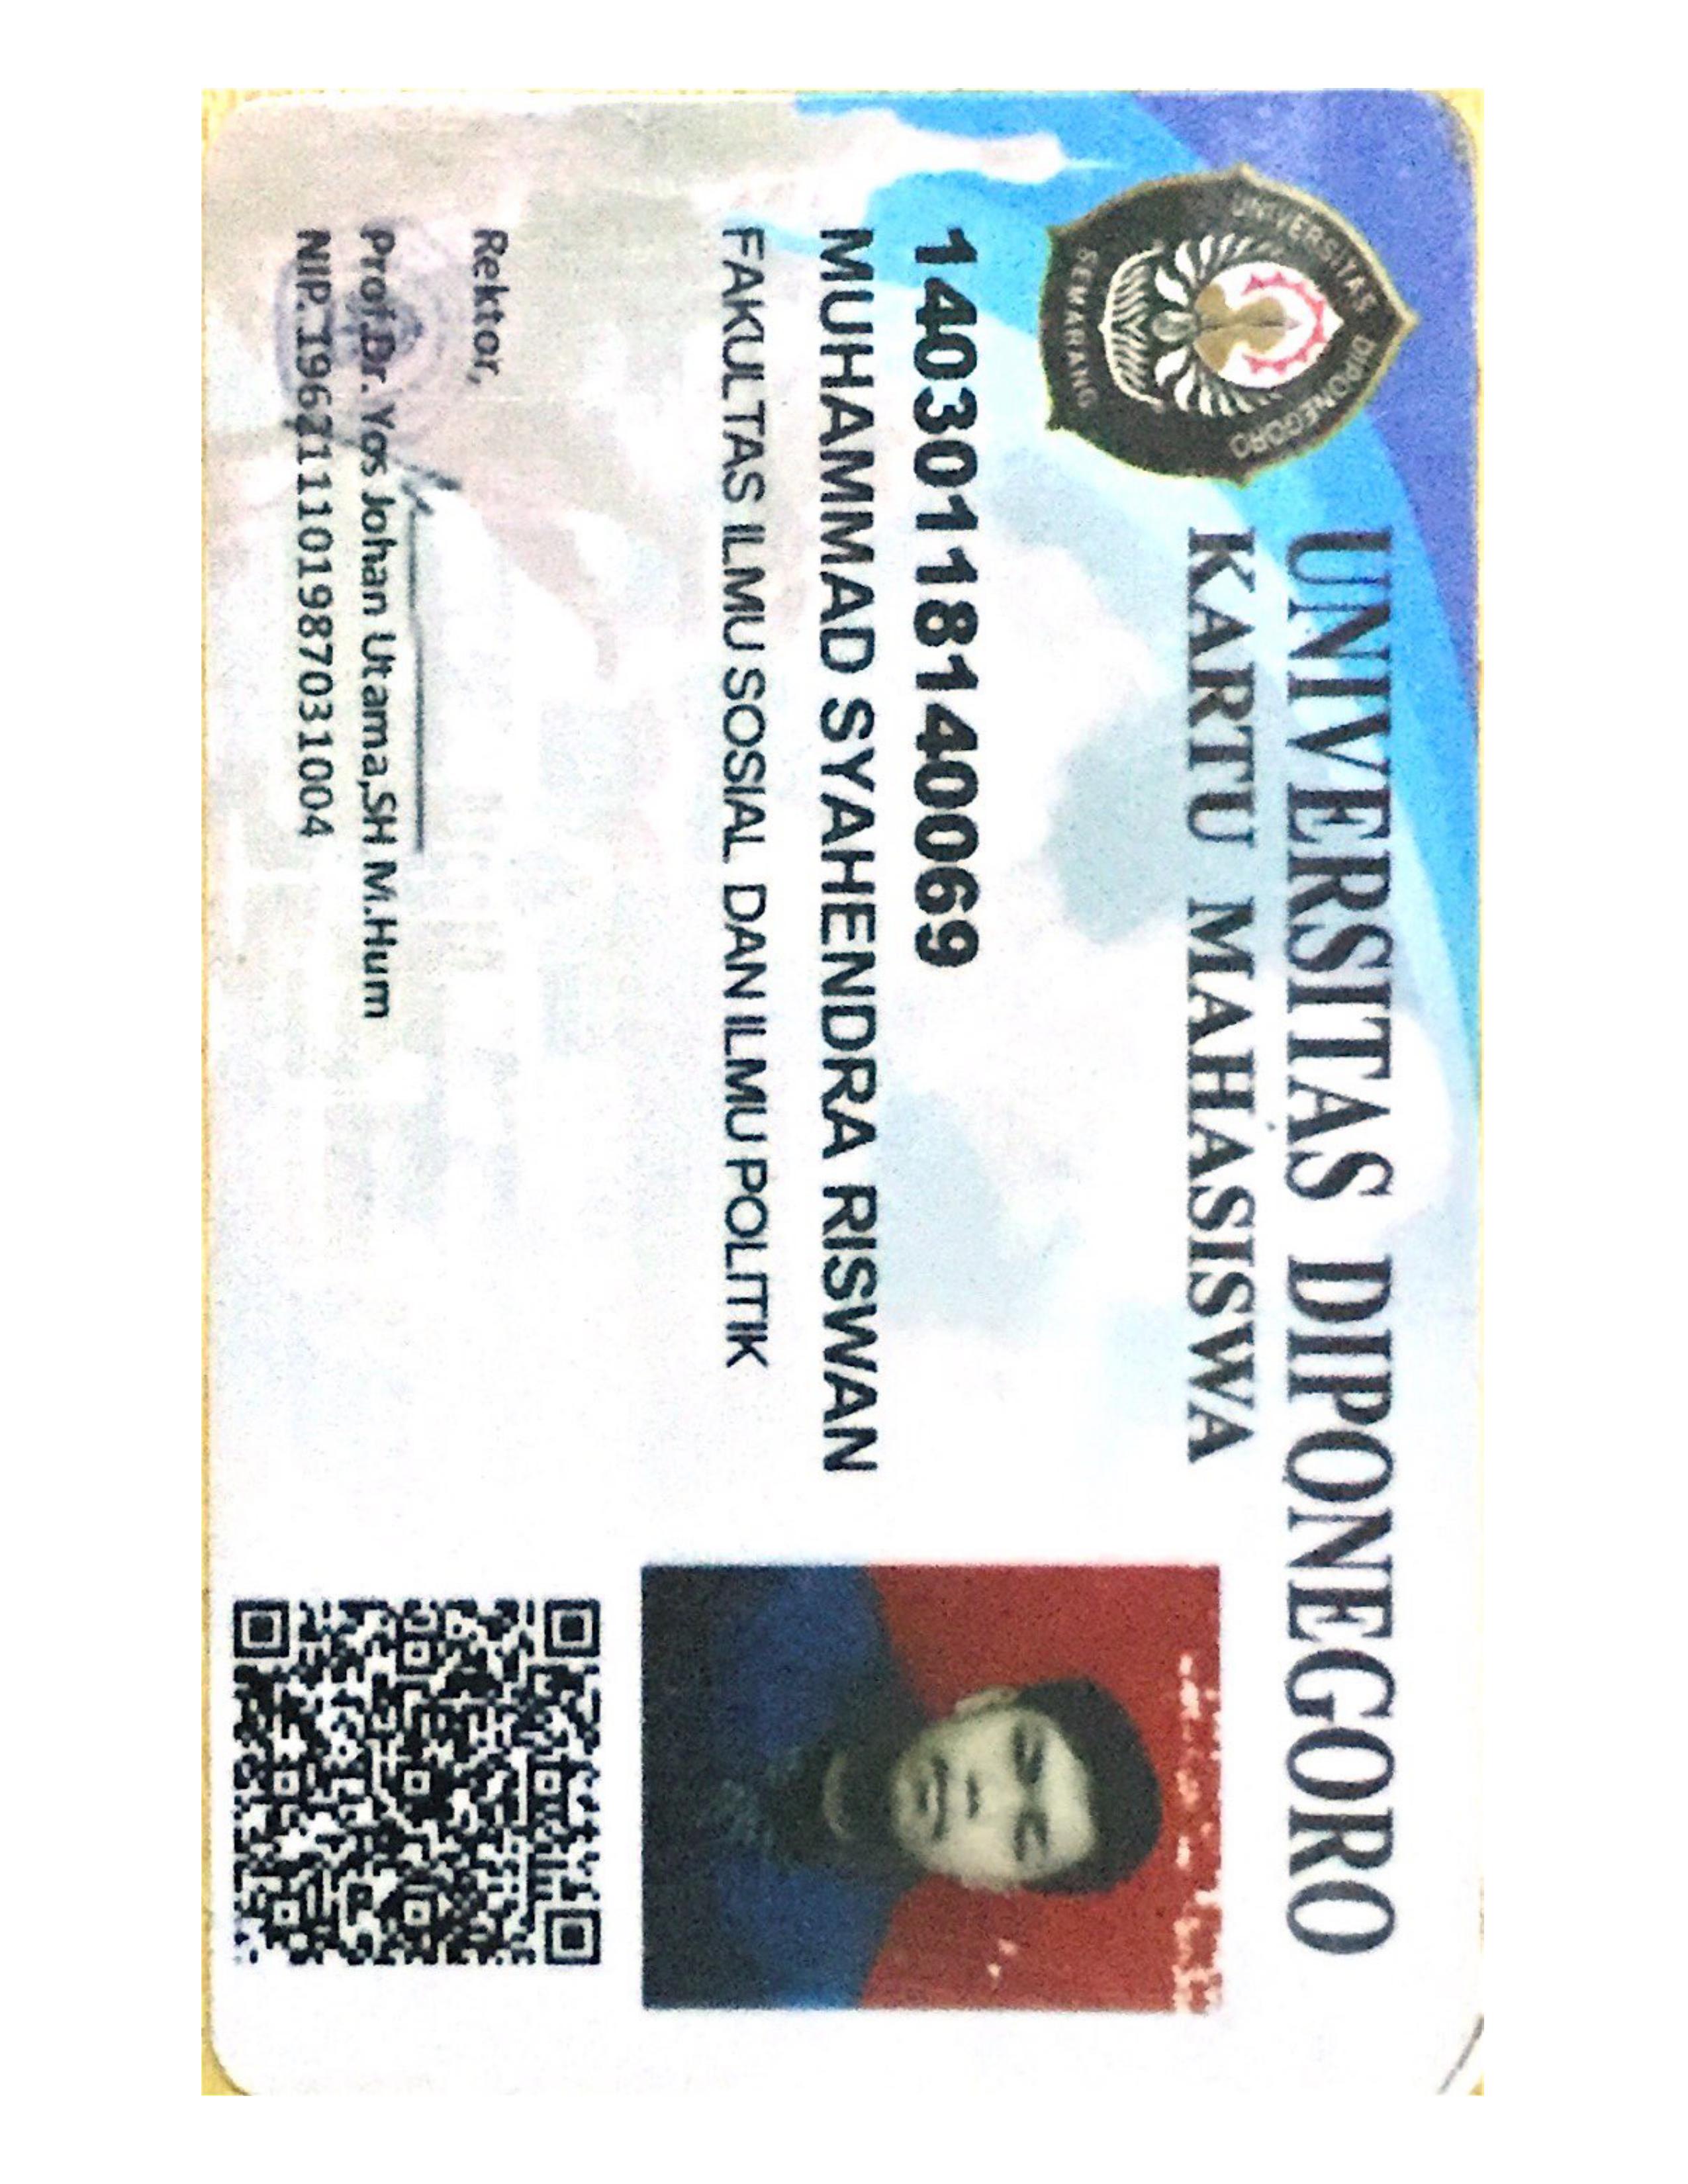 UNIVERSITAS DIPONEGORO
KARTU MAHASISWA
UNIVERSITAS DIPONEGORO
SEMARANG
14030118140069
MUHAMMAD SYAHENDRA RISWAN
FAKULTAS ILMU SOSIAL DAN ILMU POLITIK
Rektor,
Prof.Dr. Yos Johan Utama,SH M.Hum
NIP. 196211101987031004